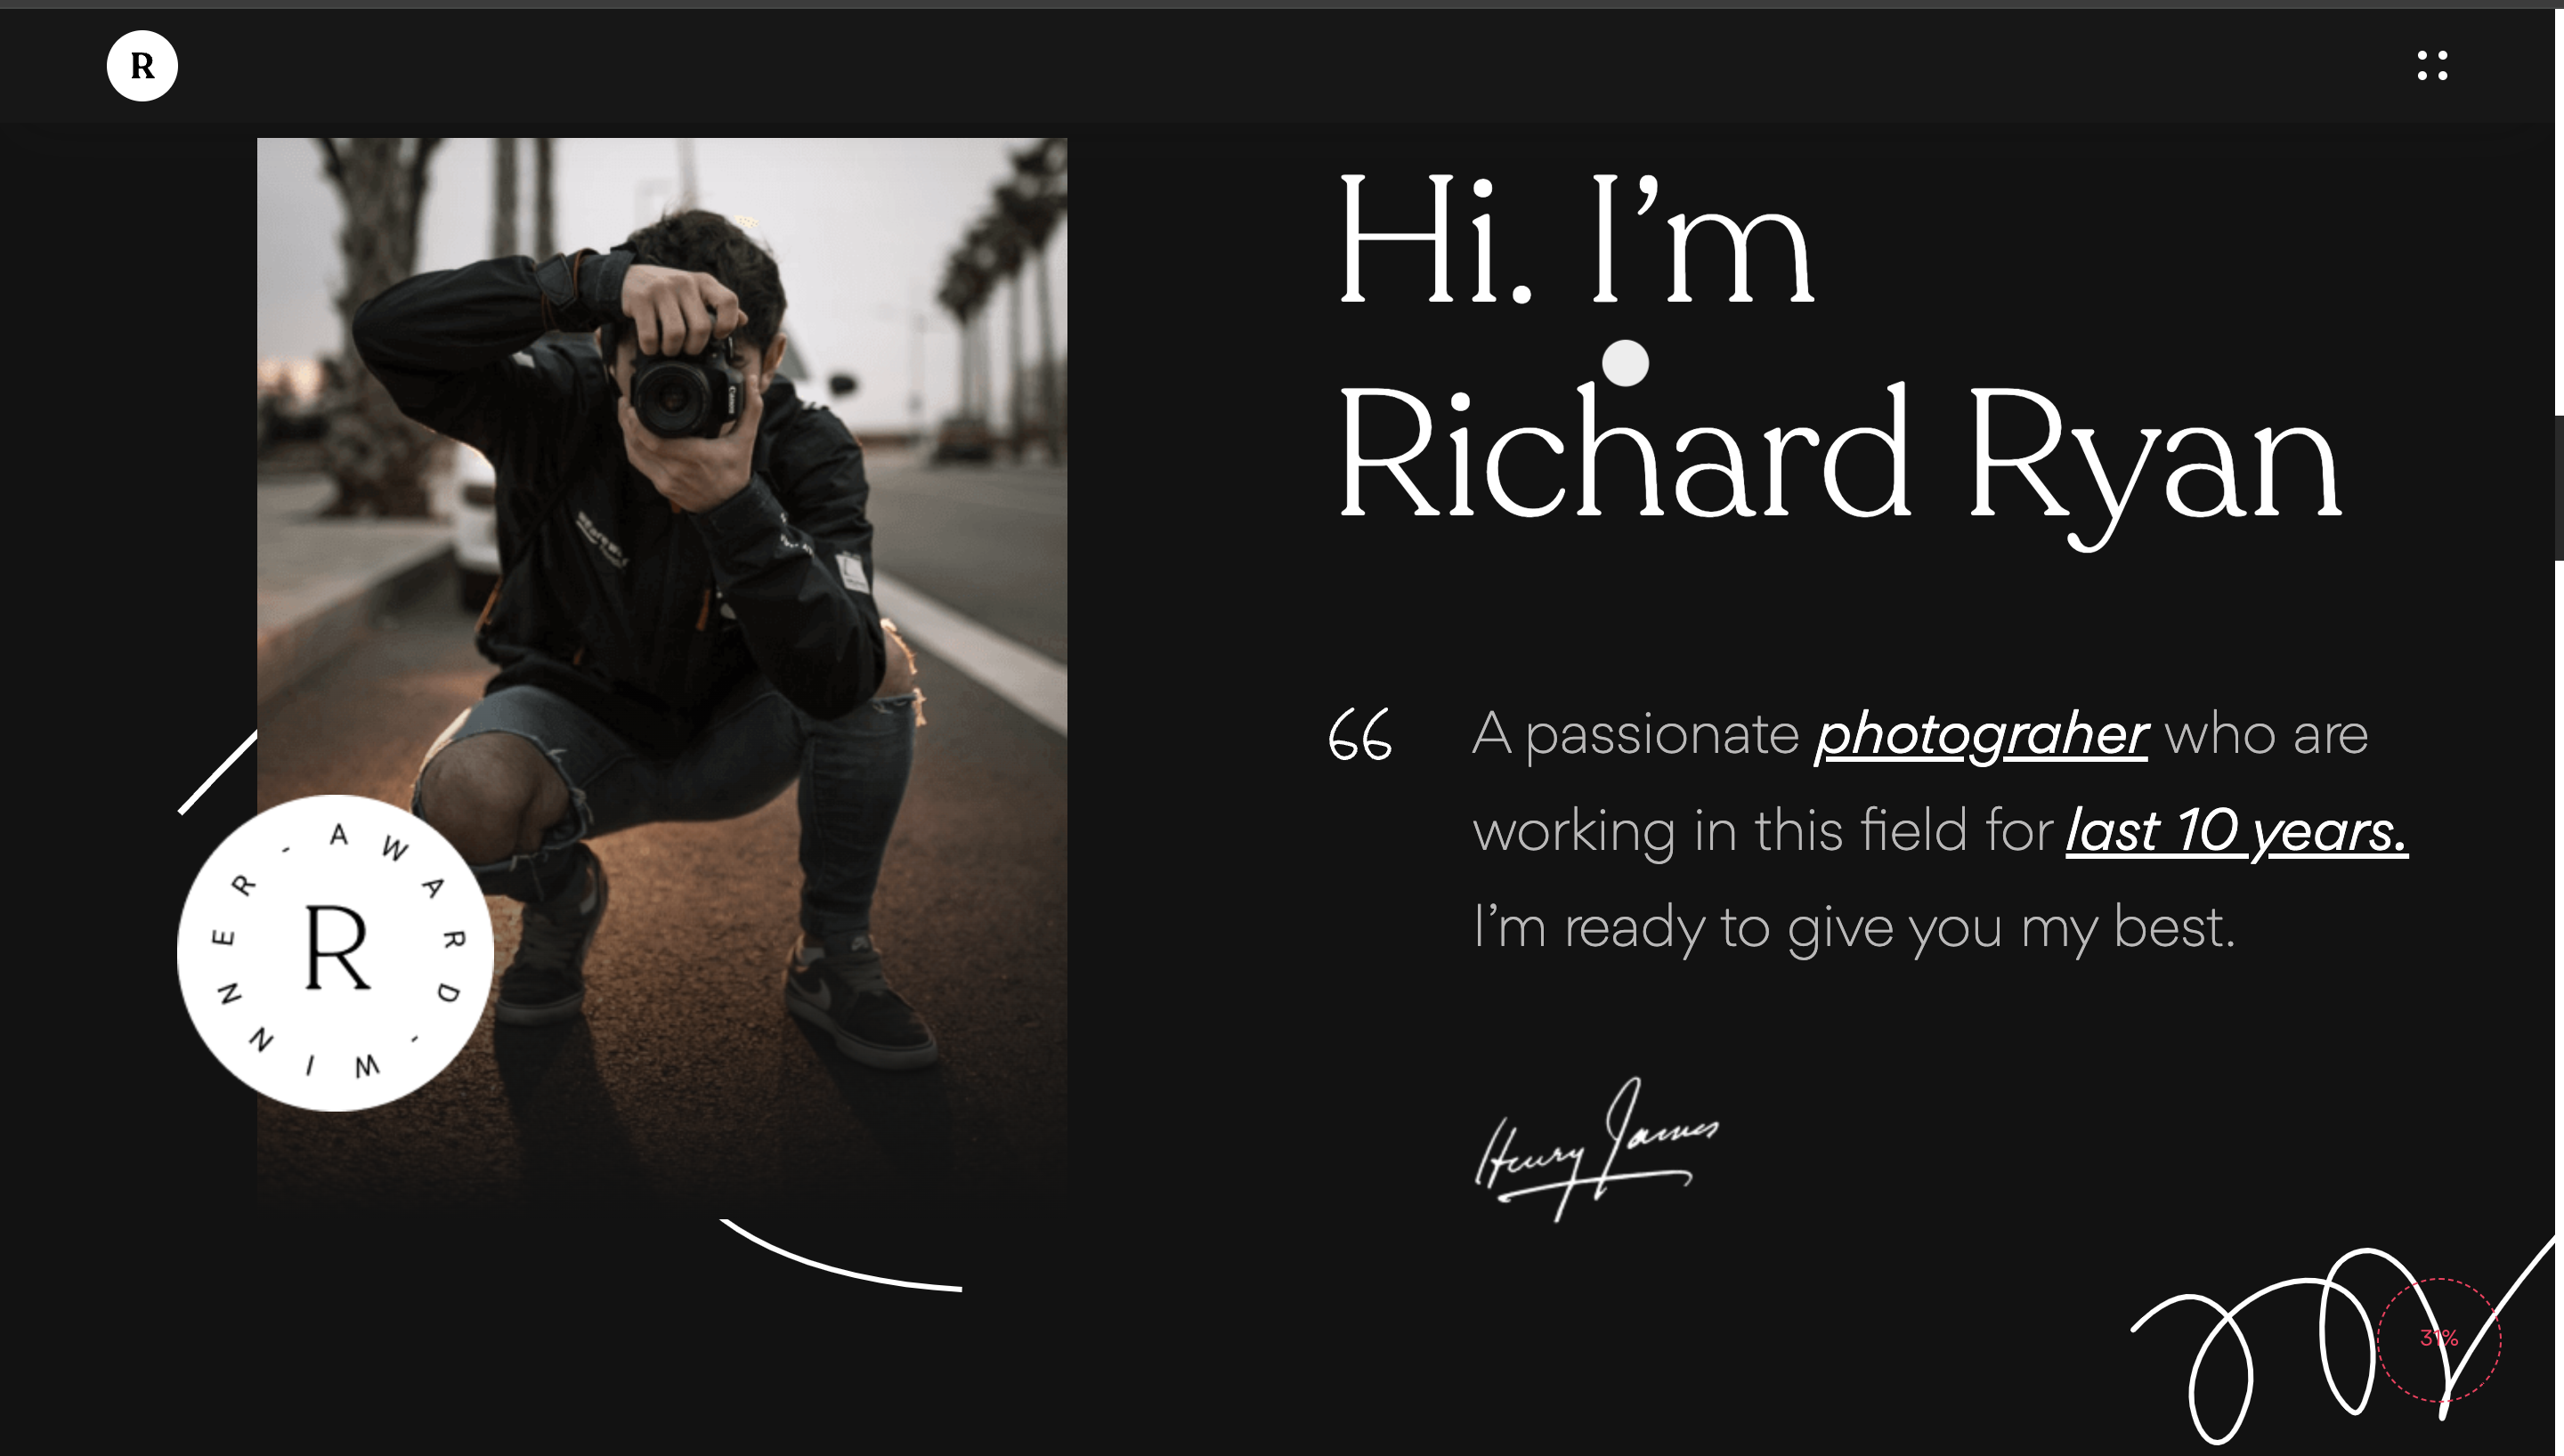 R
Hi. I’m
Richard Ryan
“ A passionate photograher who are
working in this field for last 10 years.
I’m ready to give you my best.
Henry James
AWARD - WINNER -
R
Canon
31%